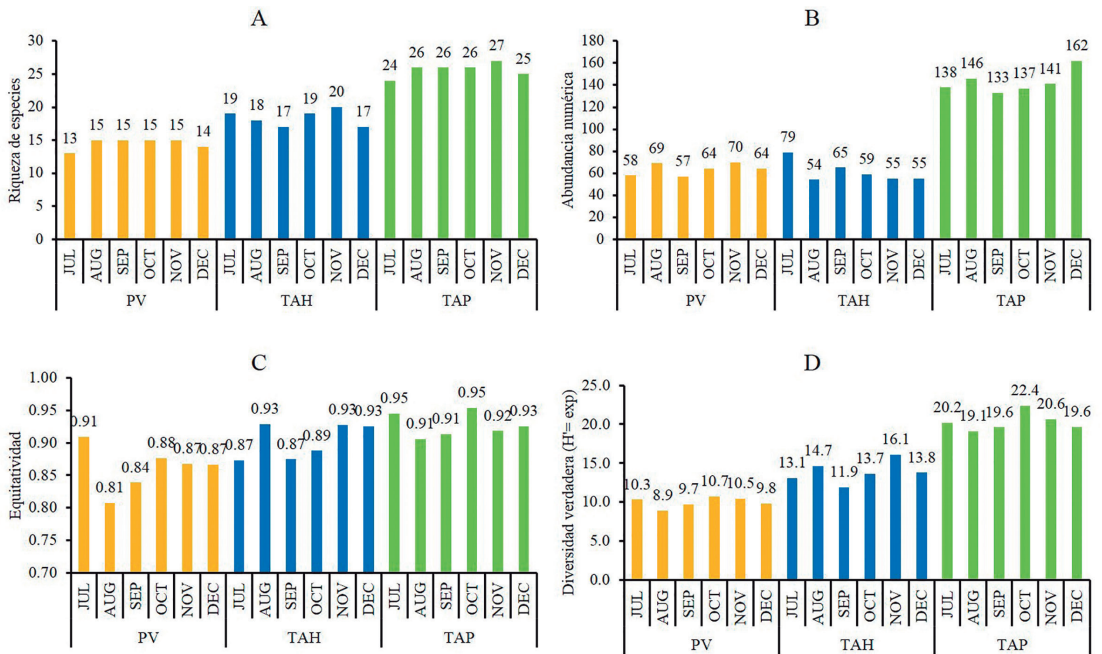 A
Riqueza de especies
30
25
20
15
10
5
0
13 15 15 15 15 14 19 18 17 19 20 17 24 26 26 26 27 25
JUL AUG SEP OCT NOV DEC JUL AUG SEP OCT NOV DEC JUL AUG SEP OCT NOV DEC
PV TAH TAP
B
Abundancia numérica
180
160
140
120
100
80
60
40
20
0
58 69 57 64 70 64 79 54 65 59 55 55 138 146 133 137 141 162
JUL AUG SEP OCT NOV DEC JUL AUG SEP OCT NOV DEC JUL AUG SEP OCT NOV DEC
PV TAH TAP
C
Equitatividad
1.00
0.95
0.90
0.85
0.80
0.75
0.70
0.91 0.81 0.84 0.88 0.87 0.87 0.87 0.93 0.87 0.89 0.93 0.93 0.95 0.91 0.91 0.95 0.92 0.93
JUL AUG SEP OCT NOV DEC JUL AUG SEP OCT NOV DEC JUL AUG SEP OCT NOV DEC
PV TAH TAP
D
Diversidad verdadera (H'= exp)
25.0
20.0
15.0
10.0
5.0
0.0
10.3 8.9 9.7 10.7 10.5 9.8 13.1 14.7 11.9 13.7 16.1 13.8 20.2 19.1 19.6 22.4 20.6 19.6
JUL AUG SEP OCT NOV DEC JUL AUG SEP OCT NOV DEC JUL AUG SEP OCT NOV DEC
PV TAH TAP